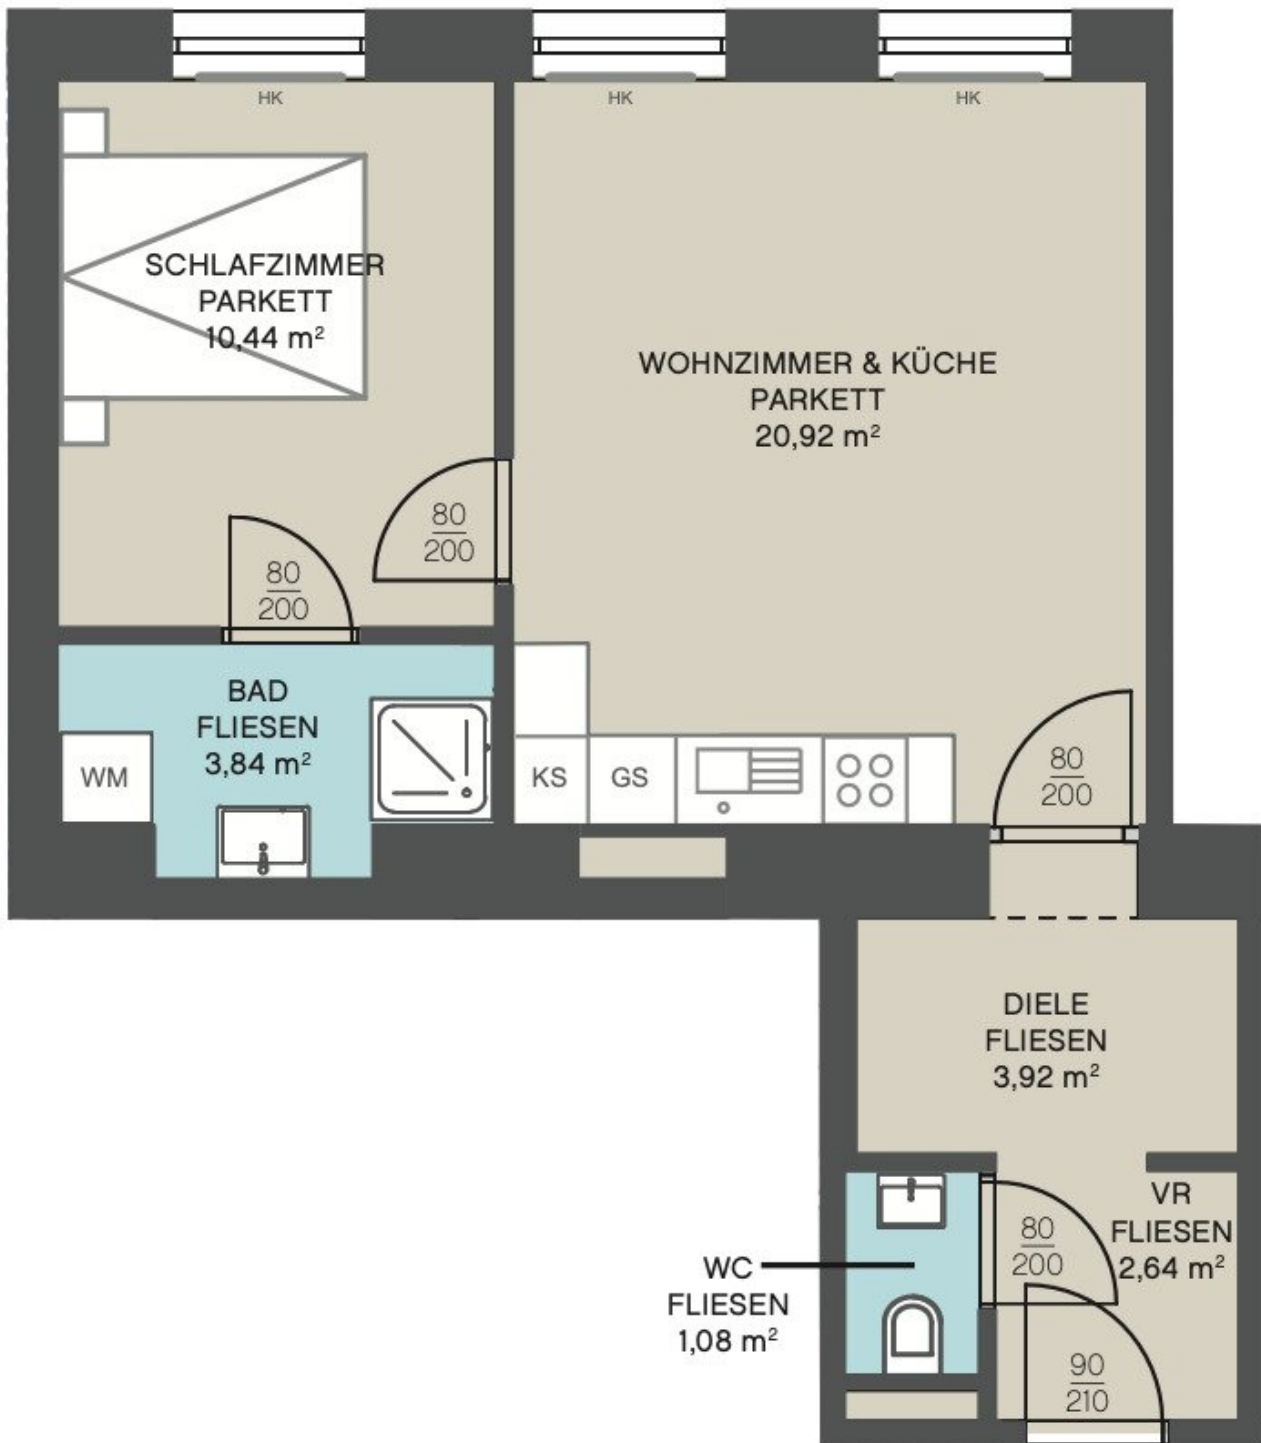 HK
HK
HK
SCHLAFZIMMER
PARKETT
10,44 m²
WOHNZIMMER & KÜCHE
PARKETT
20,92 m²
80
200
80
200
BAD
FLIESEN
3,84 m²
WM
KS
GS
80
200
DIELE
FLIESEN
3,92 m²
VR
FLIESEN
2,64 m²
80
200
WC
FLIESEN
1,08 m²
90
210